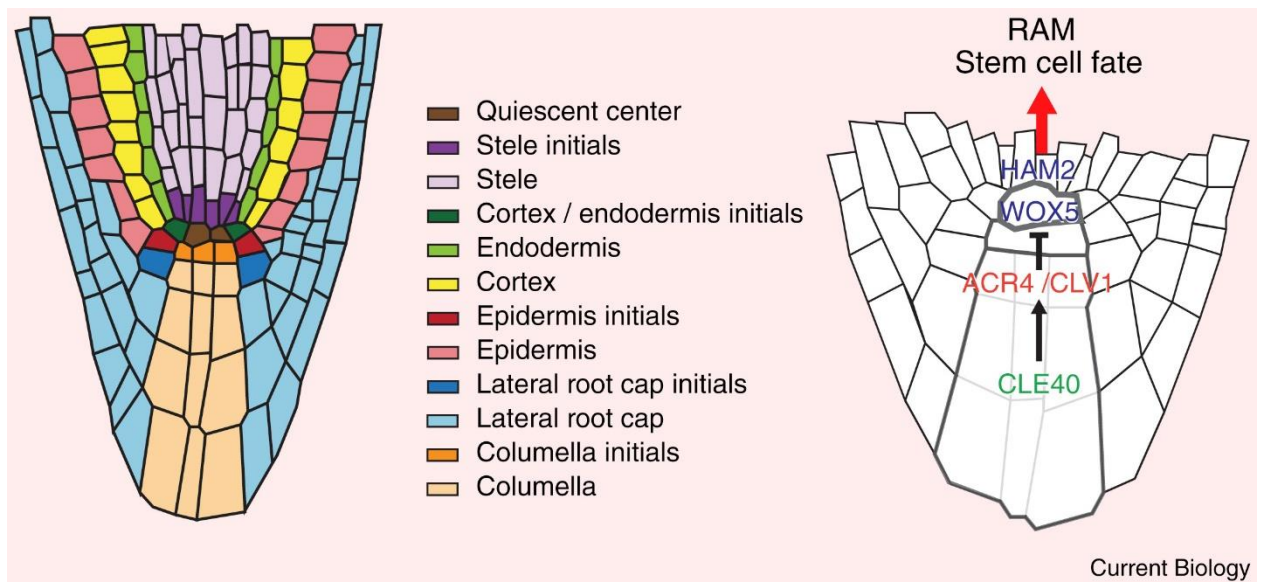 Quiescent center
Stele initials
Stele
Cortex / endodermis initials
Endodermis
Cortex
Epidermis initials
Epidermis
Lateral root cap initials
Lateral root cap
Columella initials
Columella
RAM
Stem cell fate
HAM2
WOX5
ACR4 /CLV1
CLE40
Current Biology